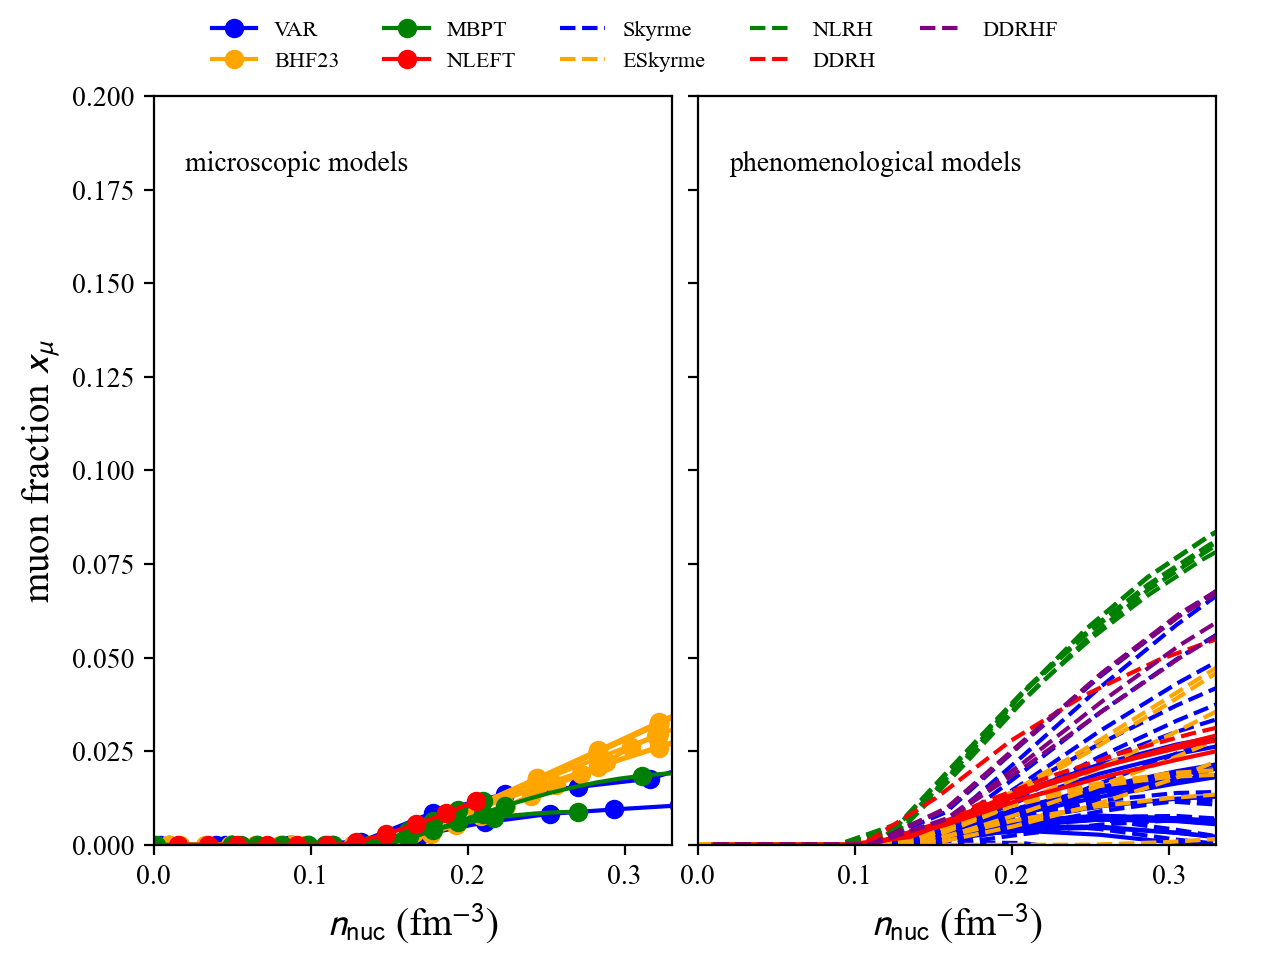 VAR MBPT Skyrme NLRH DDRHF
BHF23 NLEFT ESkyrme DDRH
microscopic models
phenomenological models
muon fraction xμ
0.200
0.175
0.150
0.125
0.100
0.075
0.050
0.025
0.000
0.0 0.1 0.2 0.3
0.0 0.1 0.2 0.3
nnuc (fm−3)
nnuc (fm−3)